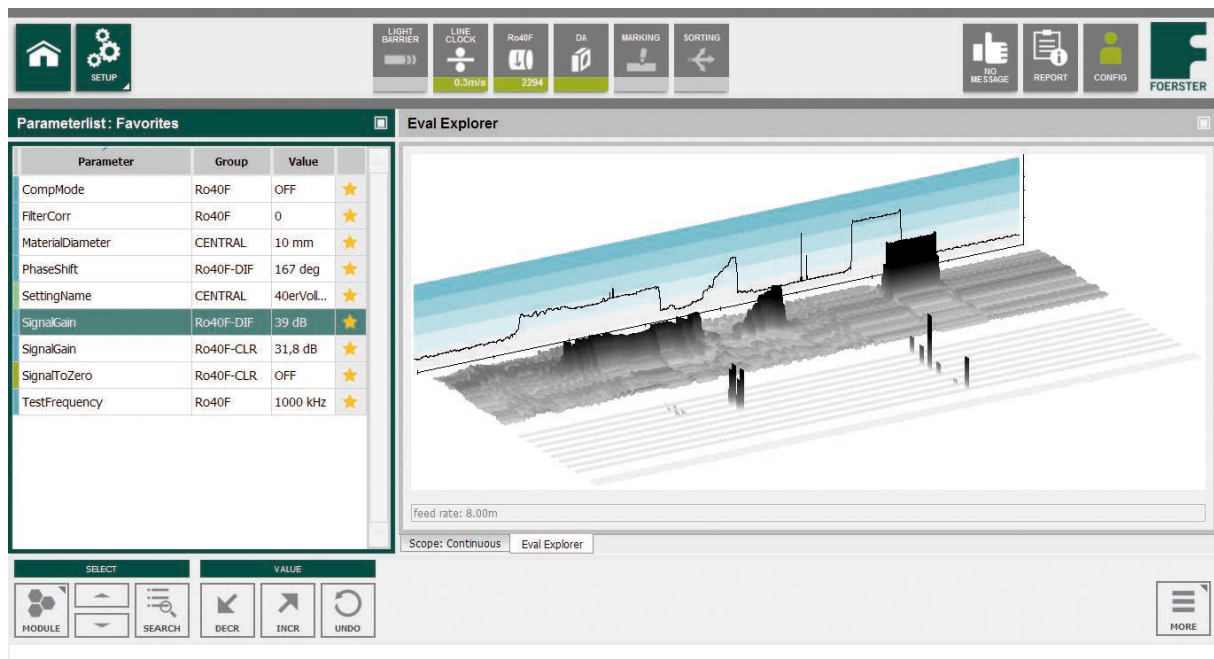 SETUP
LIGHT
BARRIER
LINE
CLOCK
0.3m/s
Ro40F
2294
DA
MARKING
SORTING
NO
MESSAGE
REPORT
CONFIG
FOERSTER
Parameterlist: Favorites
Parameter Group Value
CompMode Ro40F OFF
FilterCorr Ro40F 0
MaterialDiameter CENTRAL 10 mm
PhaseShift Ro40F-DIF 167 deg
SettingName CENTRAL 40erVoll...
SignalGain Ro40F-DIF 39 dB
SignalGain Ro40F-CLR 31,8 dB
SignalToZero Ro40F-CLR OFF
TestFrequency Ro40F 1000 kHz
Eval Explorer
feed rate: 8.00m
Scope: Continuous Eval Explorer
SELECT VALUE
MODULE SEARCH DECR INCR UNDO MORE